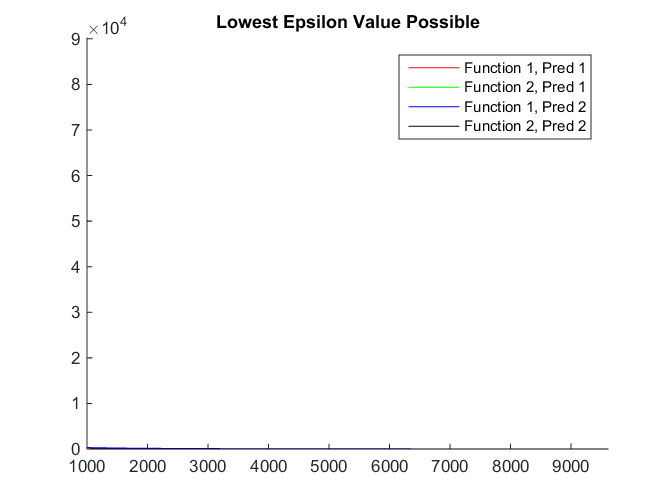 Lowest Epsilon Value Possible
×10^4
9
8
7
6
5
4
3
2
1
0
1000 2000 3000 4000 5000 6000 7000 8000 9000
Function 1, Pred 1
Function 2, Pred 1
Function 1, Pred 2
Function 2, Pred 2